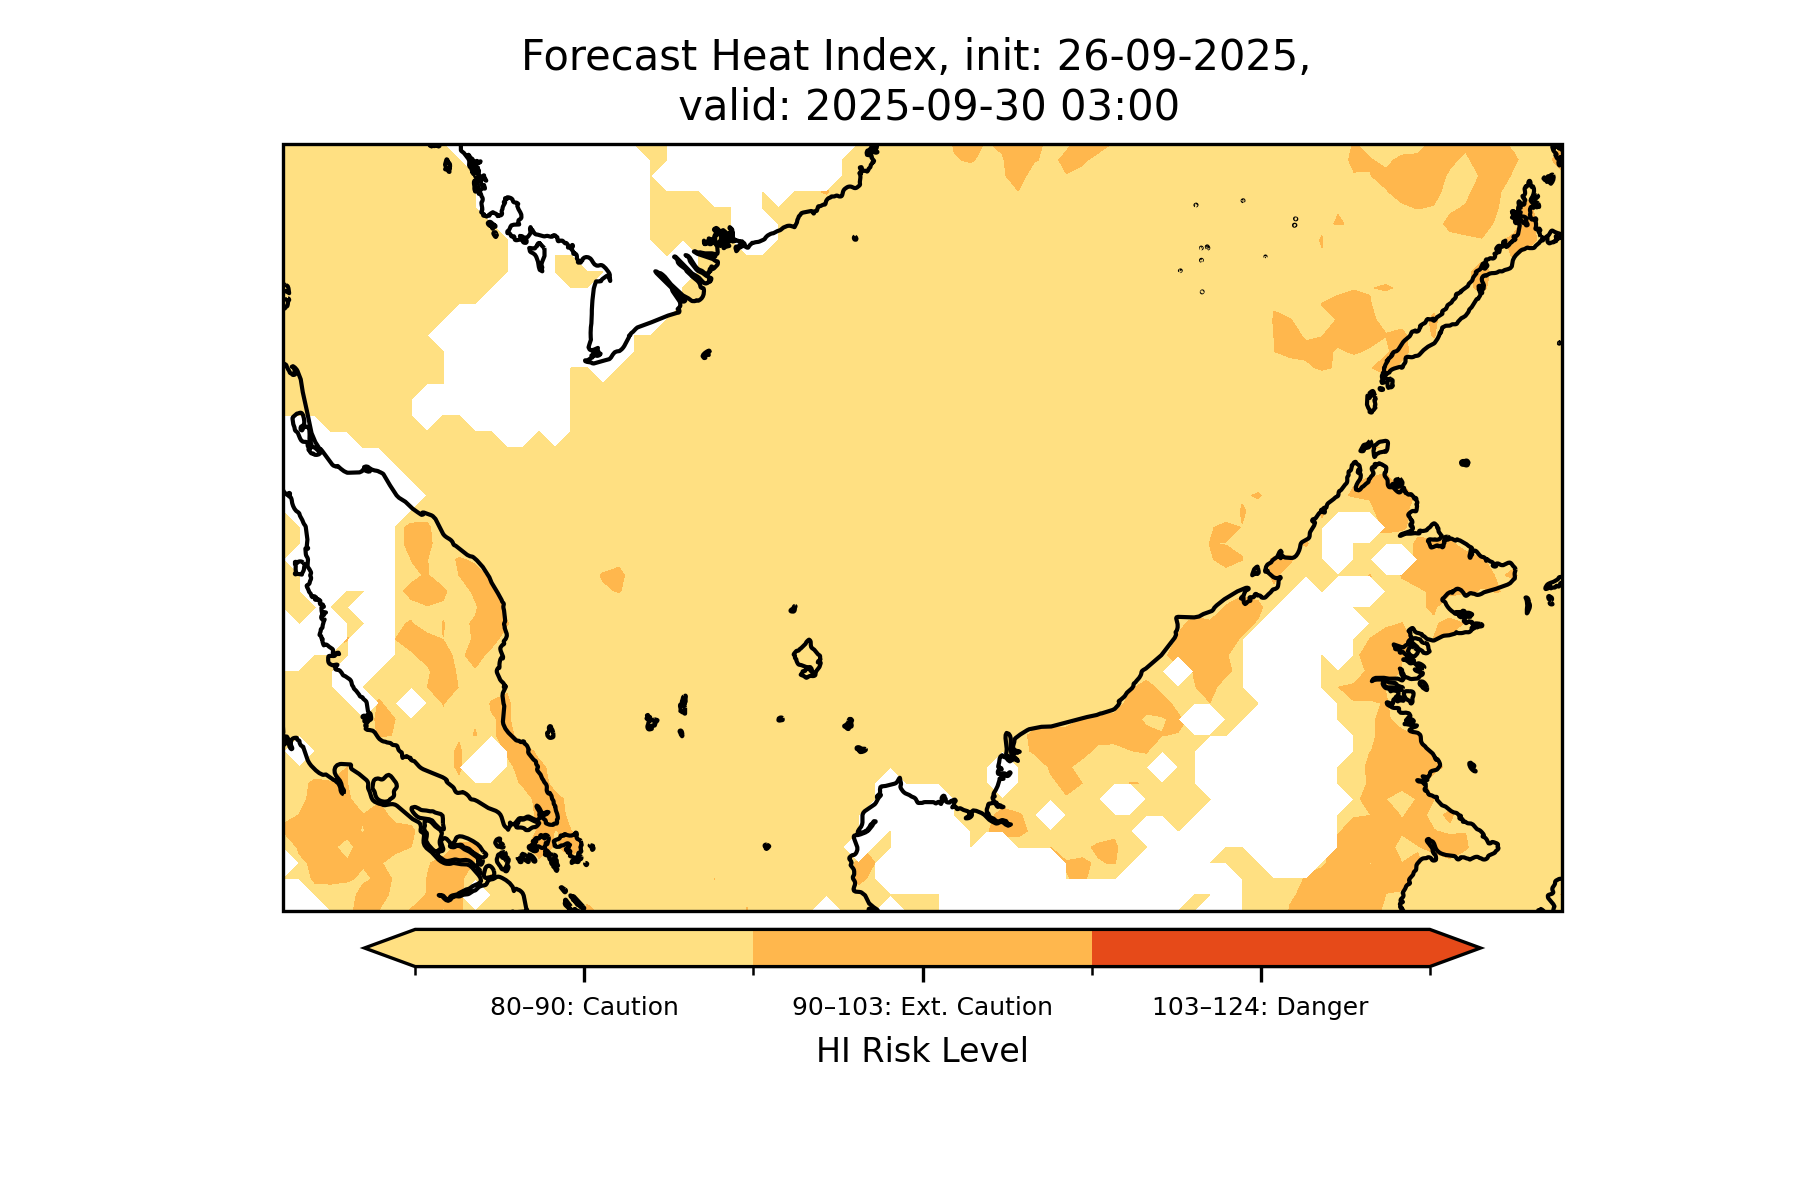 Forecast Heat Index, init: 26-09-2025,
valid: 2025-09-30 03:00
80–90: Caution
90–103: Ext. Caution
103–124: Danger
HI Risk Level